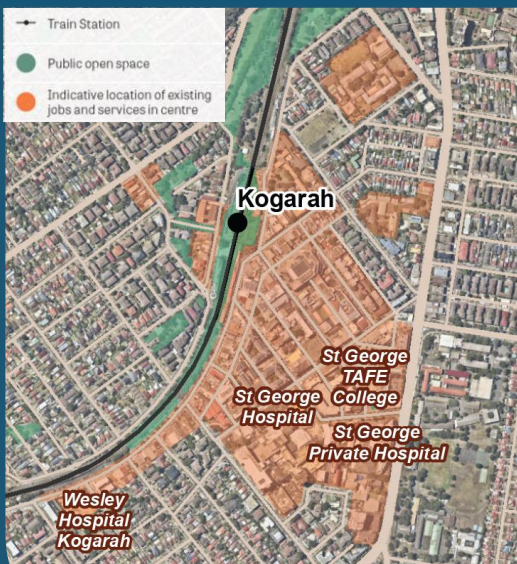 Train Station
Public open space
Indicative location of existing
jobs and services in centre
Kogarah
St George
TAFE
College
St George
Hospital
St George
Private Hospital
Wesley
Hospital
Kogarah